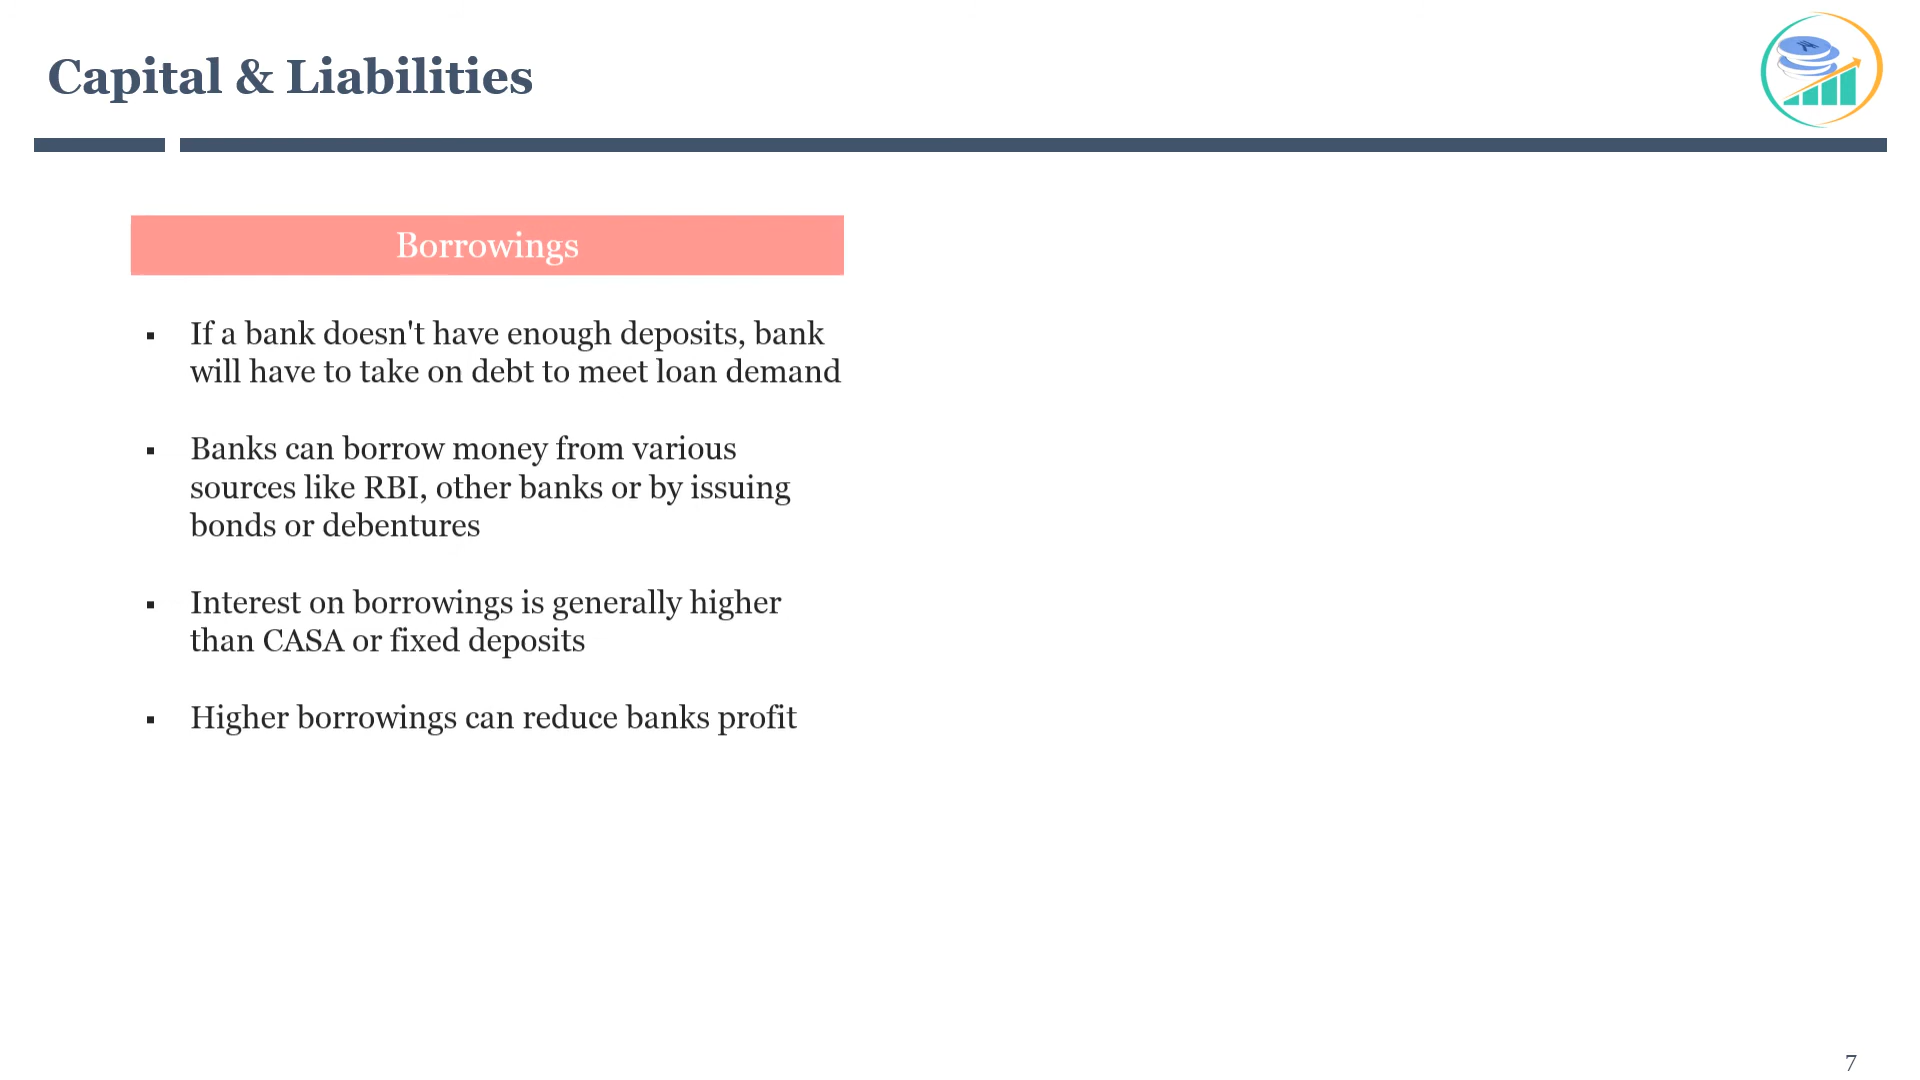 Capital & Liabilities
Borrowings
▪ If a bank doesn't have enough deposits, bank
will have to take on debt to meet loan demand
▪ Banks can borrow money from various
sources like RBI, other banks or by issuing
bonds or debentures
▪ Interest on borrowings is generally higher
than CASA or fixed deposits
▪ Higher borrowings can reduce banks profit
7